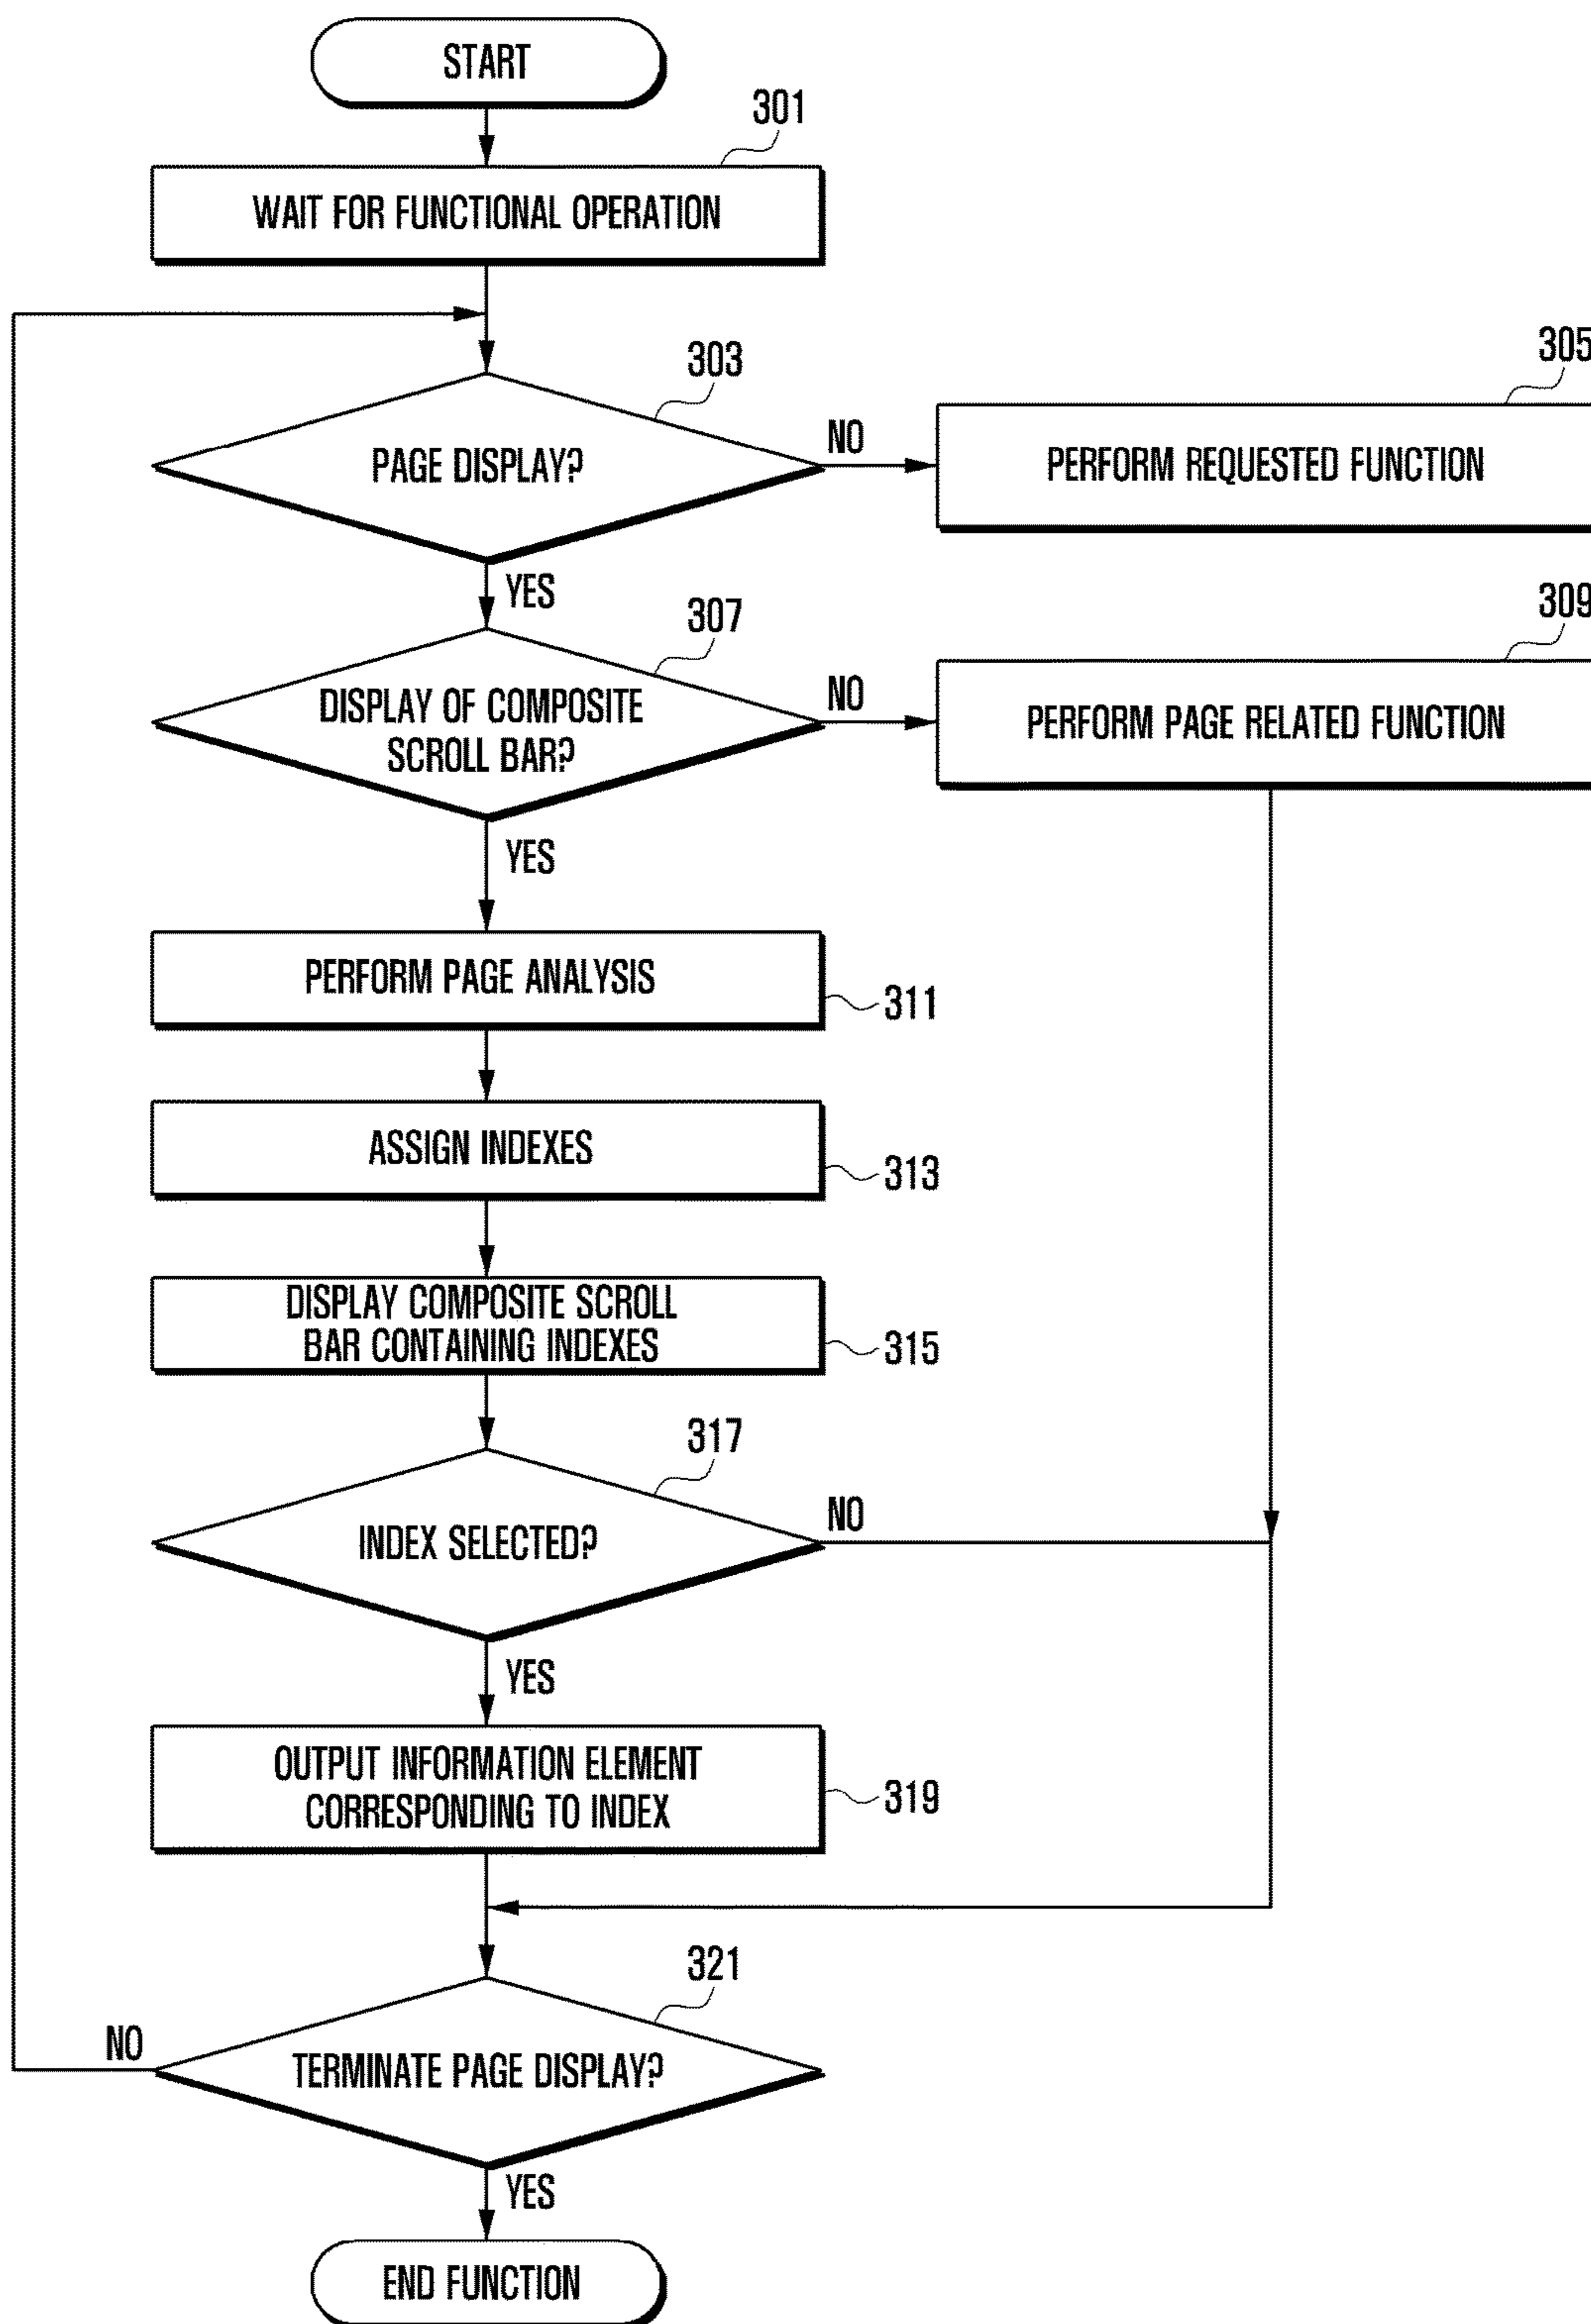 START
301
WAIT FOR FUNCTIONAL OPERATION
303
305
PAGE DISPLAY?
NO
PERFORM REQUESTED FUNCTION
YES
307
309
DISPLAY OF COMPOSITE
SCROLL BAR?
NO
PERFORM PAGE RELATED FUNCTION
YES
PERFORM PAGE ANALYSIS
311
ASSIGN INDEXES
313
DISPLAY COMPOSITE SCROLL
BAR CONTAINING INDEXES
315
317
INDEX SELECTED?
NO
YES
OUTPUT INFORMATION ELEMENT
CORRESPONDING TO INDEX
319
321
NO
TERMINATE PAGE DISPLAY?
YES
END FUNCTION